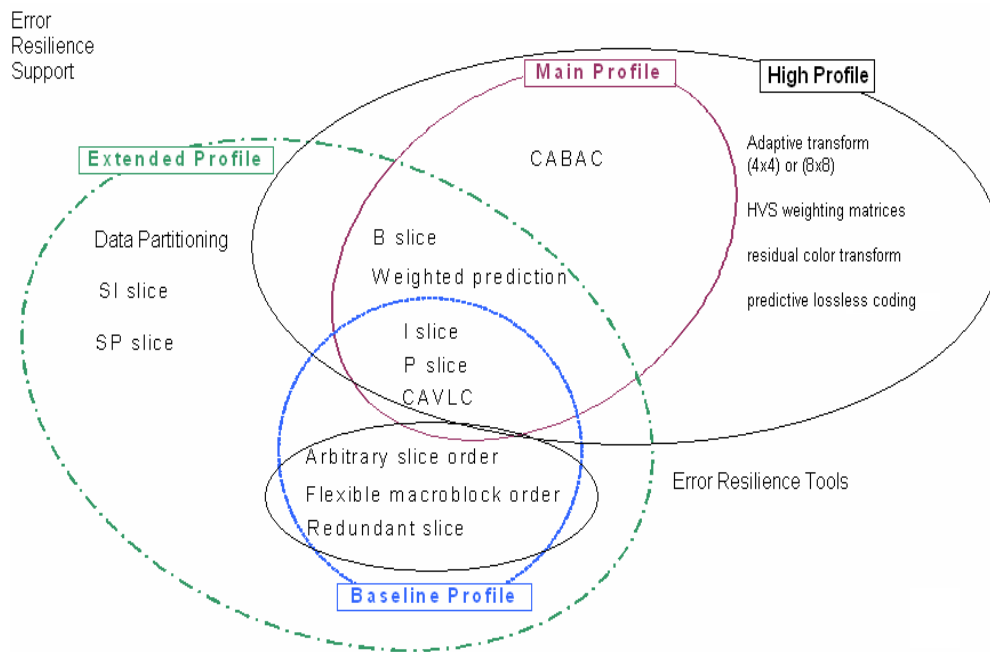 Error
Resilience
Support
Main Profile
High Profile
Extended Profile
CABAC
Adaptive transform
(4x4) or (8x8)
HVS weighting matrices
residual color transform
predictive lossless coding
Data Partitioning
SI slice
SP slice
B slice
Weighted prediction
I slice
P slice
CAVLC
Arbitrary slice order
Flexible macroblock order
Redundant slice
Error Resilience Tools
Baseline Profile